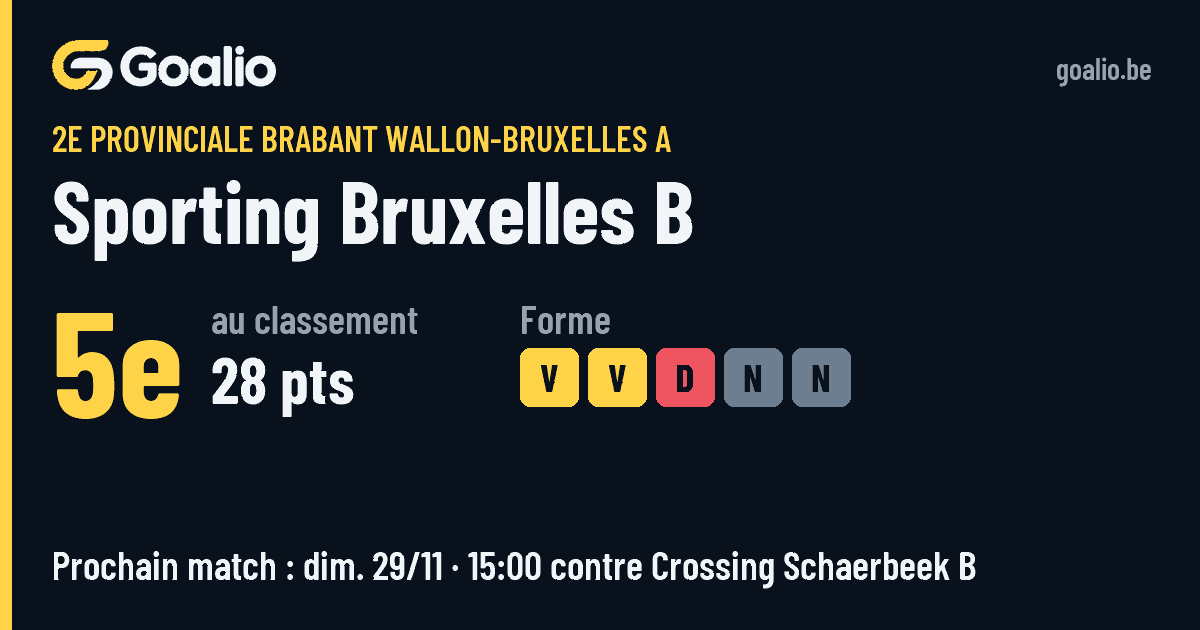 Goalio
goalio.be
2E PROVINCIALE BRABANT WALLON-BRUXELLES A
Sporting Bruxelles B
5e
au classement
28 pts
Forme
V V D N N
Prochain match : dim. 29/11 · 15:00 contre Crossing Schaerbeek B